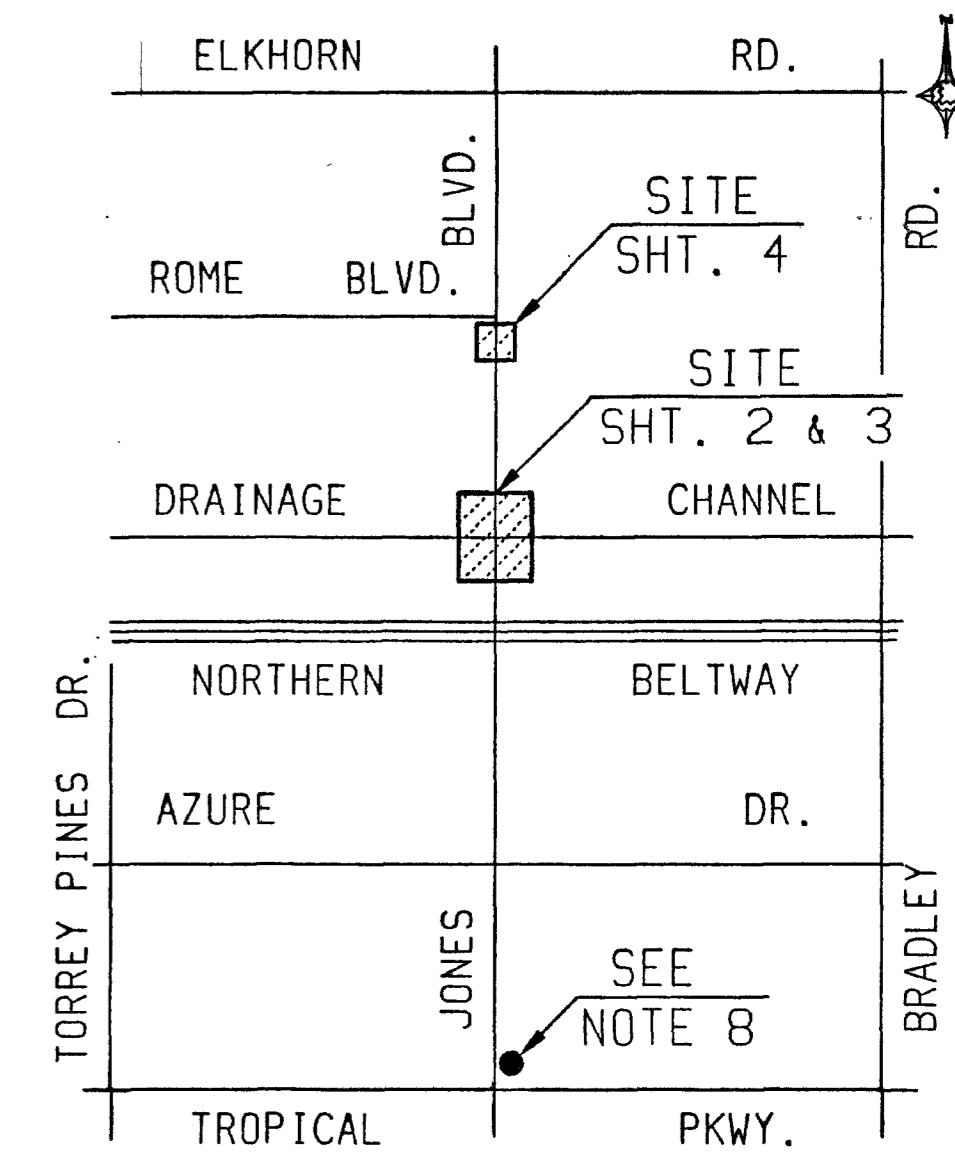 N
ELKHORN RD.
BLVD.
RD.
SITE
SHT. 4
ROME BLVD.
SITE
SHT. 2 & 3
DRAINAGE CHANNEL
NORTHERN BELTWAY
TORREY PINES DR.
AZURE DR.
JONES
BRADLEY
SEE
NOTE 8
TROPICAL PKWY.